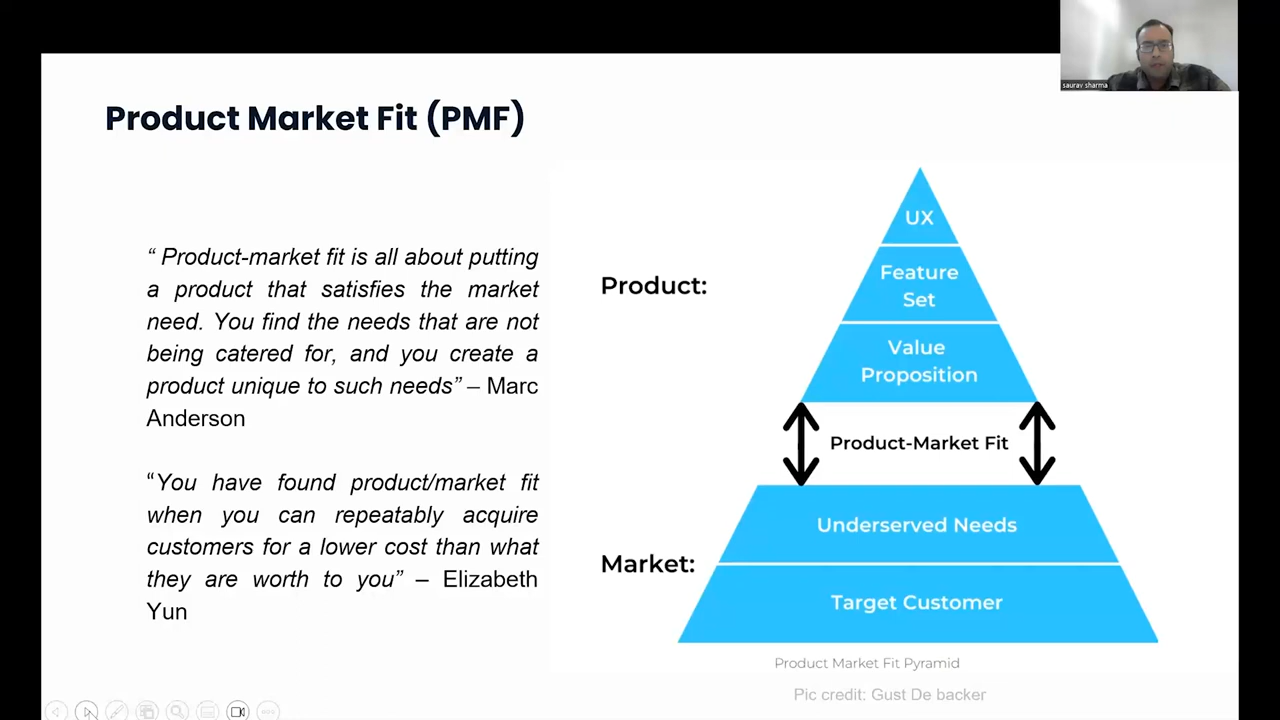 saurav sharma
Product Market Fit (PMF)
“ Product-market fit is all about putting
a product that satisfies the market
need. You find the needs that are not
being catered for, and you create a
product unique to such needs” – Marc
Anderson
“You have found product/market fit
when you can repeatably acquire
customers for a lower cost than what
they are worth to you” – Elizabeth
Yun
Product:
UX
Feature
Set
Value
Proposition
Product-Market Fit
Market:
Underserved Needs
Target Customer
Product Market Fit Pyramid
Pic credit: Gust De backer